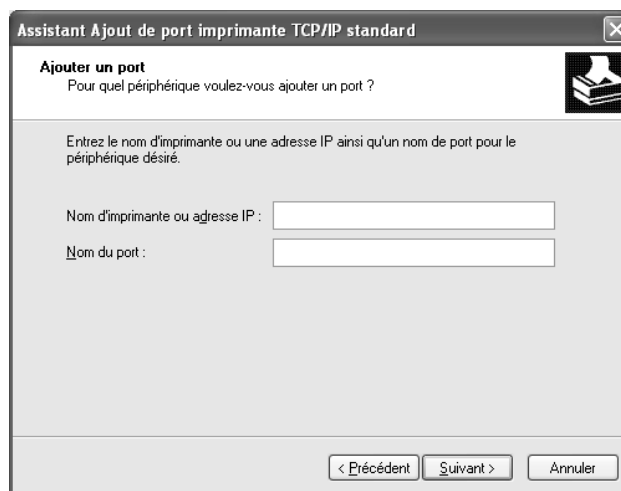 Assistant Ajout de port imprimante TCP/IP standard
Ajouter un port
Pour quel périphérique voulez-vous ajouter un port ?
Entrez le nom d'imprimante ou une adresse IP ainsi qu'un nom de port pour le
périphérique désiré.
Nom d'imprimante ou adresse IP :
Nom du port :
< Précédent Suivant > Annuler